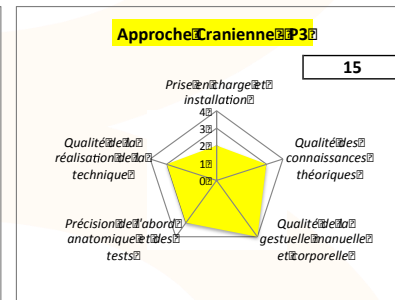 Approche Cranienne - P3
15
Prise en charge et
installation
4
3
2
1
0
Qualité de la
réalisation de la
technique
Qualité des
connaissances
théoriques
Précision de l'abord
anatomique et des
tests
Qualité de la
gestuelle manuelle
et corporelle